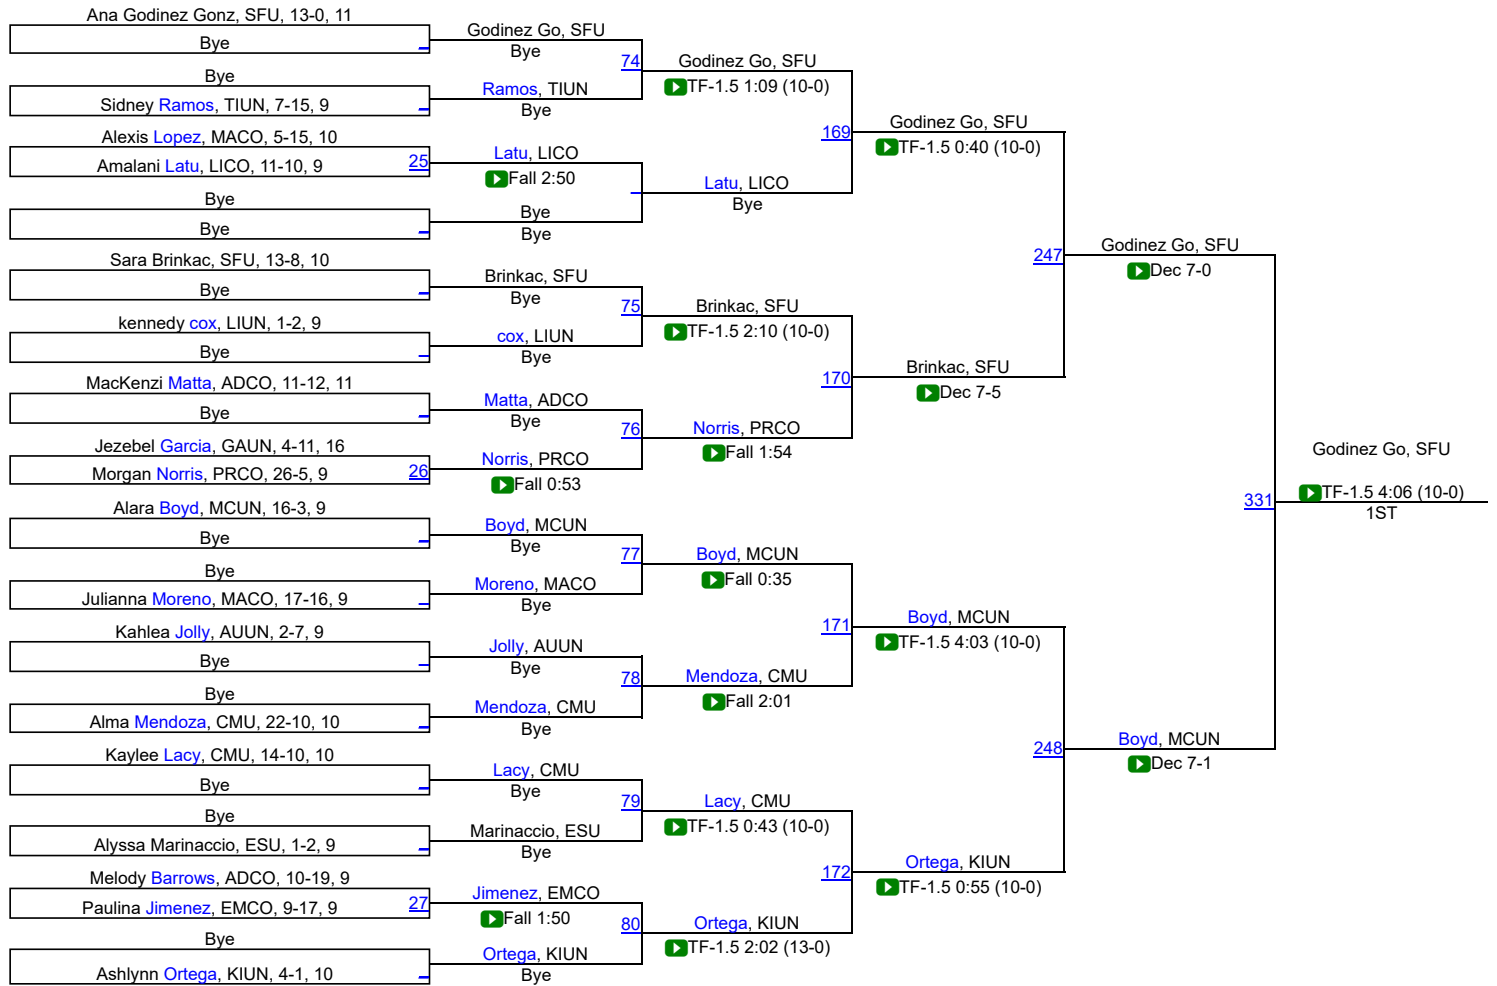 Ana Godinez Gonz, SFU, 13-0, 11
Bye
Bye
Sidney Ramos, TIUN, 7-15, 9
Alexis Lopez, MACO, 5-15, 10
Amalani Latu, LICO, 11-10, 9
25
Bye
Bye
Sara Brinkac, SFU, 13-8, 10
Bye
kennedy cox, LIUN, 1-2, 9
Bye
MacKenzi Matta, ADCO, 11-12, 11
Bye
Jezebel Garcia, GAUN, 4-11, 16
Morgan Norris, PRCO, 26-5, 9
26
Alara Boyd, MCUN, 16-3, 9
Bye
Bye
Julianna Moreno, MACO, 17-16, 9
Kahlea Jolly, AUUN, 2-7, 9
Bye
Bye
Alma Mendoza, CMU, 22-10, 10
Kaylee Lacy, CMU, 14-10, 10
Bye
Bye
Alyssa Marinaccio, ESU, 1-2, 9
Melody Barrows, ADCO, 10-19, 9
Paulina Jimenez, EMCO, 9-17, 9
27
Bye
Ashlynn Ortega, KIUN, 4-1, 10
Godinez Go, SFU
Bye
74
Ramos, TIUN
Bye
Latu, LICO
Fall 2:50
Bye
Bye
Brinkac, SFU
Bye
75
cox, LIUN
Bye
Matta, ADCO
Bye
76
Norris, PRCO
Fall 0:53
Boyd, MCUN
Bye
77
Moreno, MACO
Bye
Jolly, AUUN
Bye
78
Mendoza, CMU
Bye
Lacy, CMU
Bye
79
Marinaccio, ESU
Bye
Jimenez, EMCO
Fall 1:50
80
Ortega, KIUN
Bye
Godinez Go, SFU
TF-1.5 1:09 (10-0)
169
Latu, LICO
Bye
Brinkac, SFU
TF-1.5 2:10 (10-0)
170
Norris, PRCO
Fall 1:54
Boyd, MCUN
Fall 0:35
171
Mendoza, CMU
Fall 2:01
Lacy, CMU
TF-1.5 0:43 (10-0)
172
Ortega, KIUN
TF-1.5 2:02 (13-0)
Godinez Go, SFU
TF-1.5 0:40 (10-0)
247
Brinkac, SFU
Dec 7-5
Boyd, MCUN
TF-1.5 4:03 (10-0)
248
Ortega, KIUN
TF-1.5 0:55 (10-0)
Godinez Go, SFU
Dec 7-0
331
Boyd, MCUN
Dec 7-1
Godinez Go, SFU
TF-1.5 4:06 (10-0)
1ST